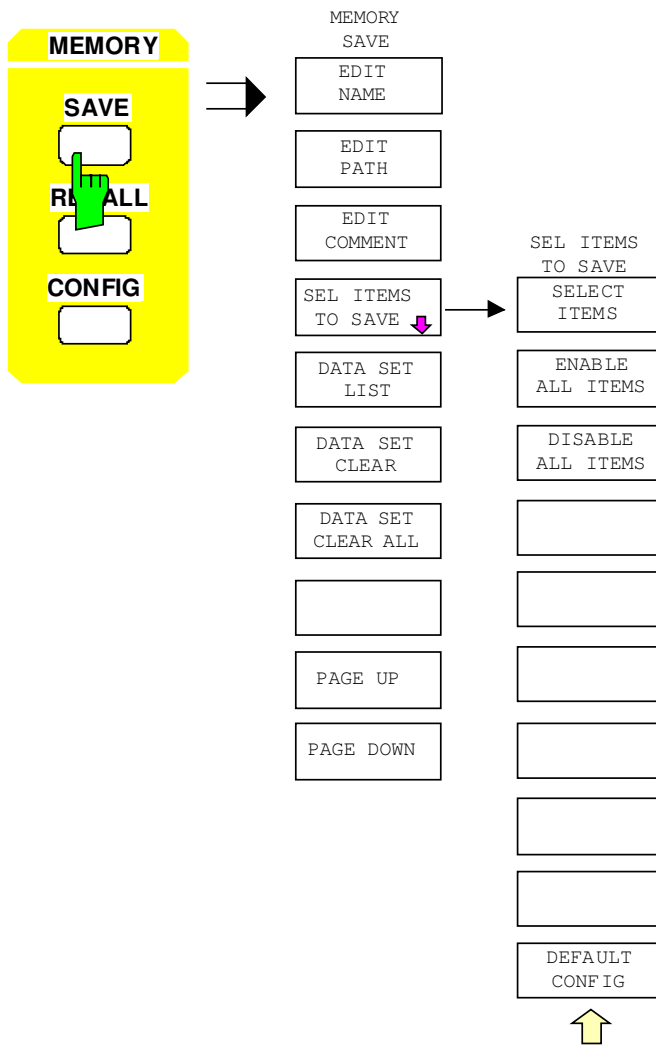 MEMORY
SAVE
CONFIG
MEMORY
SAVE
EDIT
NAME
EDIT
PATH
EDIT
COMMENT
SEL ITEMS
TO SAVE
DATA SET
LIST
DATA SET
CLEAR
DATA SET
CLEAR ALL
PAGE UP
PAGE DOWN
SEL ITEMS
TO SAVE
SELECT
ITEMS
ENABLE
ALL ITEMS
DISABLE
ALL ITEMS
DEFAULT
CONFIG